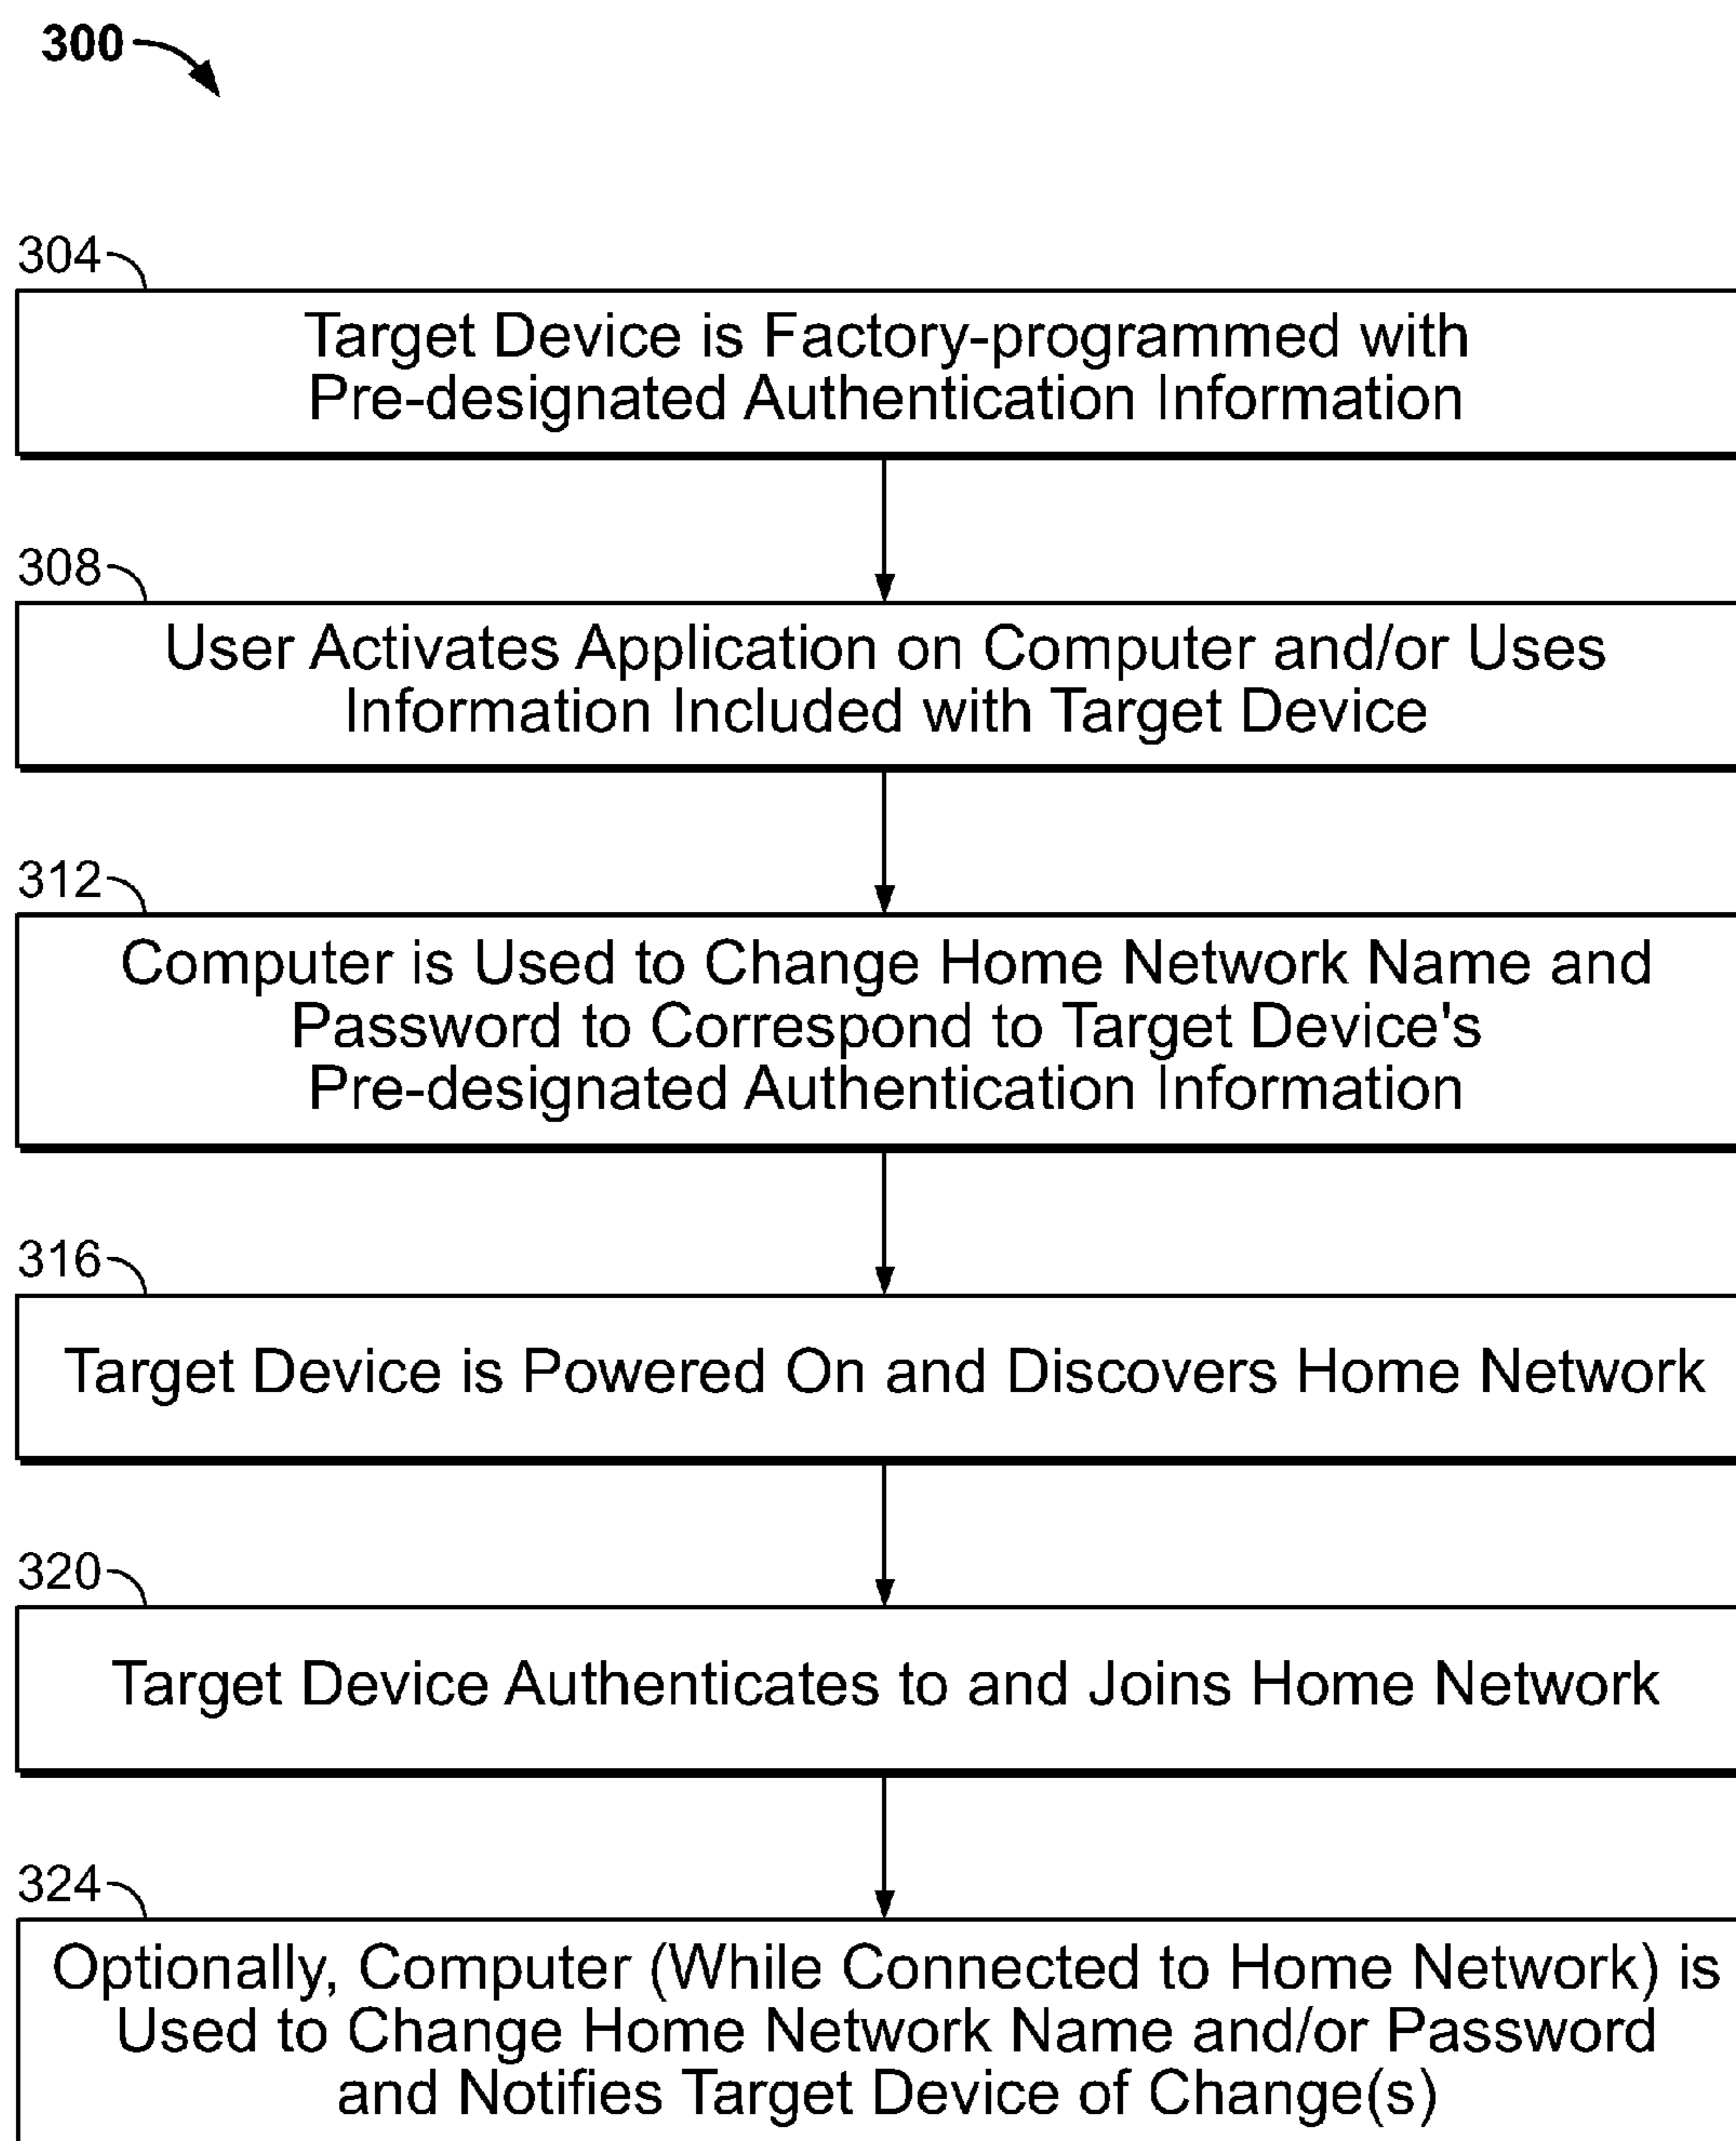 300
304
Target Device is Factory-programmed with
Pre-designated Authentication Information
308
User Activates Application on Computer and/or Uses
Information Included with Target Device
312
Computer is Used to Change Home Network Name and
Password to Correspond to Target Device's
Pre-designated Authentication Information
316
Target Device is Powered On and Discovers Home Network
320
Target Device Authenticates to and Joins Home Network
324
Optionally, Computer (While Connected to Home Network) is
Used to Change Home Network Name and/or Password
and Notifies Target Device of Change(s)